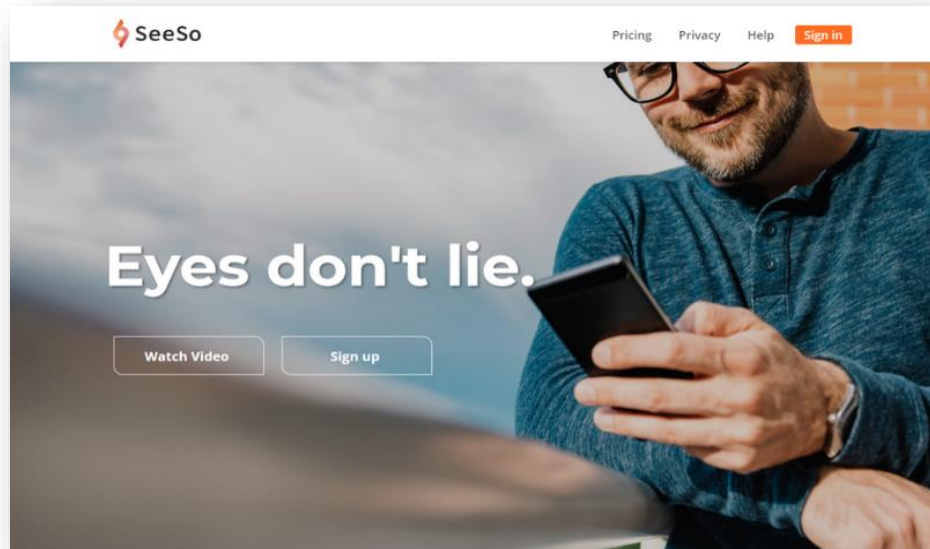 SeeSo
Pricing Privacy Help Sign in
Eyes don't lie.
Watch Video Sign up